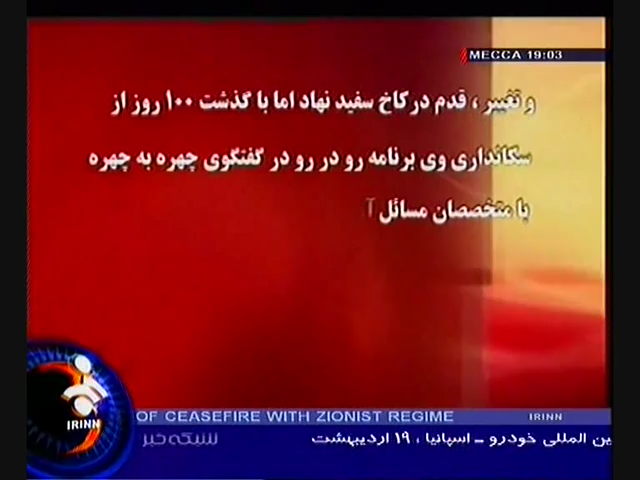 MECCA 19:03
و تغییر ، قدم در کاخ سفید نهاد اما با گذشت ۱۰۰ روز از
سکانداری وی برنامه رو در رو در گفتگوی چهره به چهره
با متخصصان مسائل آ
OF CEASEFIRE WITH ZIONIST REGIME IRINN
IRINN
شبکه خبر
ین المللی خودرو - اسپانیا ، ۱۹ اردیبهشت